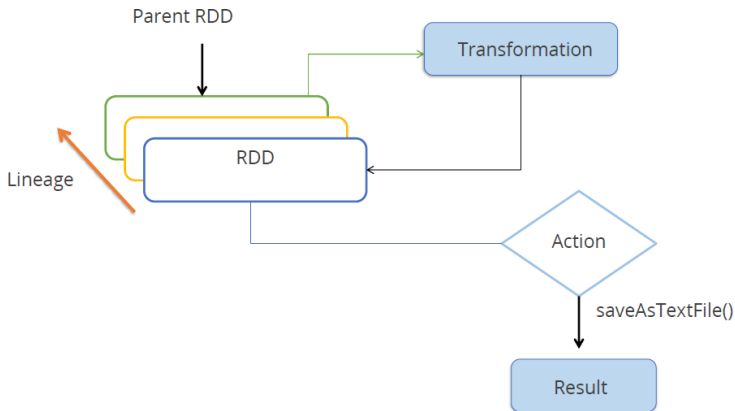 Parent RDD
Transformation
RDD
Lineage
Action
saveAsTextFile()
Result